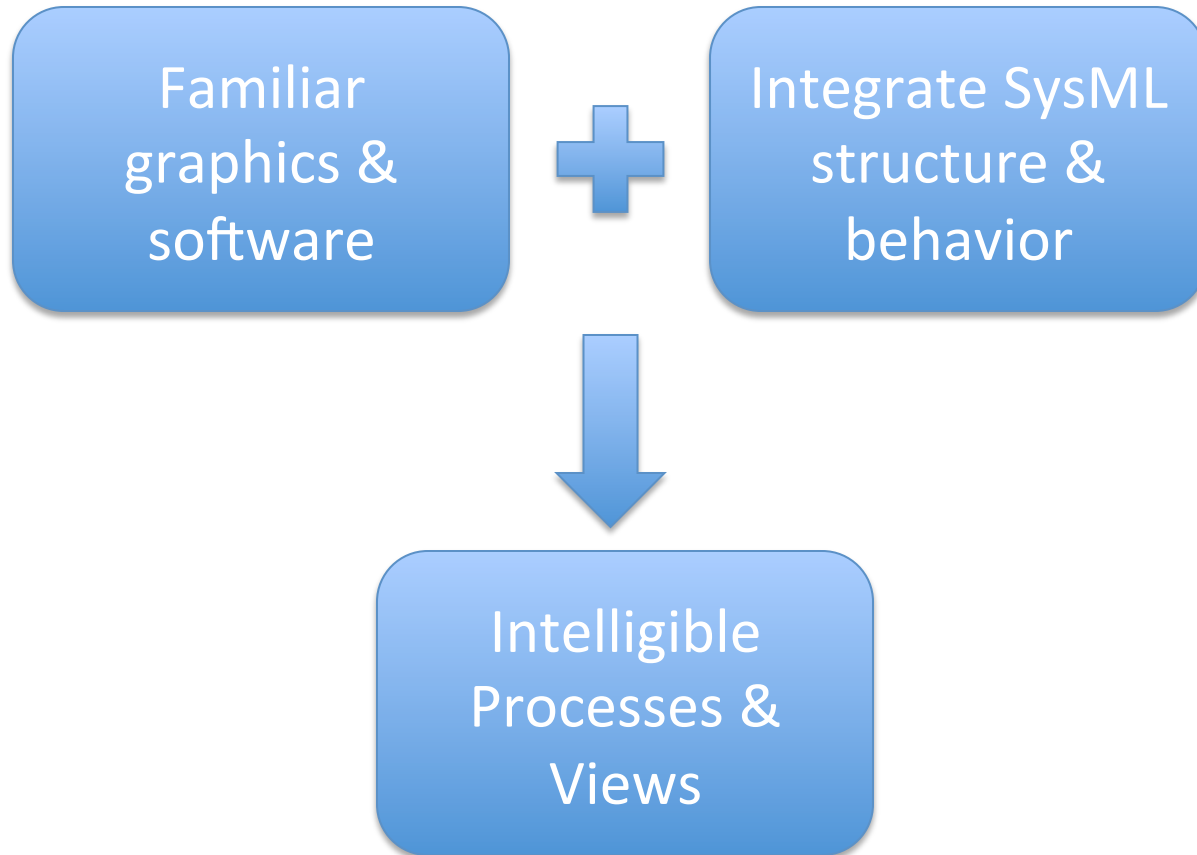 Familiar
graphics &
software
Integrate SysML
structure &
behavior
Intelligible
Processes &
Views